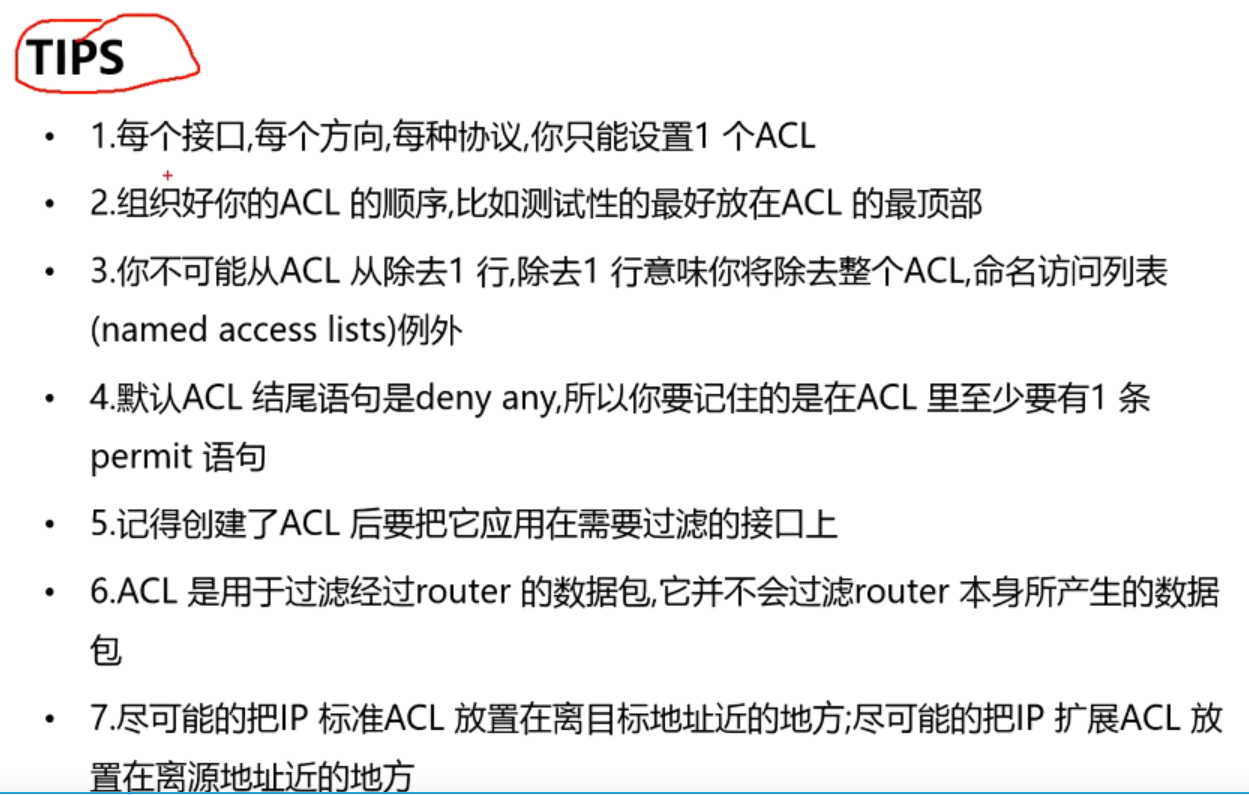 TIPS
• 1.每个接口,每个方向,每种协议,你只能设置1 个ACL
• 2.组织好你的ACL 的顺序,比如测试性的最好放在ACL 的最顶部
• 3.你不可能从ACL 从除去1 行,除去1 行意味你将除去整个ACL,命名访问列表
(named access lists)例外
• 4.默认ACL 结尾语句是deny any,所以你要记住的是在ACL 里至少要有1 条
permit 语句
• 5.记得创建了ACL 后要把它应用在需要过滤的接口上
• 6.ACL 是用于过滤经过router 的数据包,它并不会过滤router 本身所产生的数据
包
• 7.尽可能的把IP 标准ACL 放置在离目标地址近的地方;尽可能的把IP 扩展ACL 放
置在离源地址近的地方